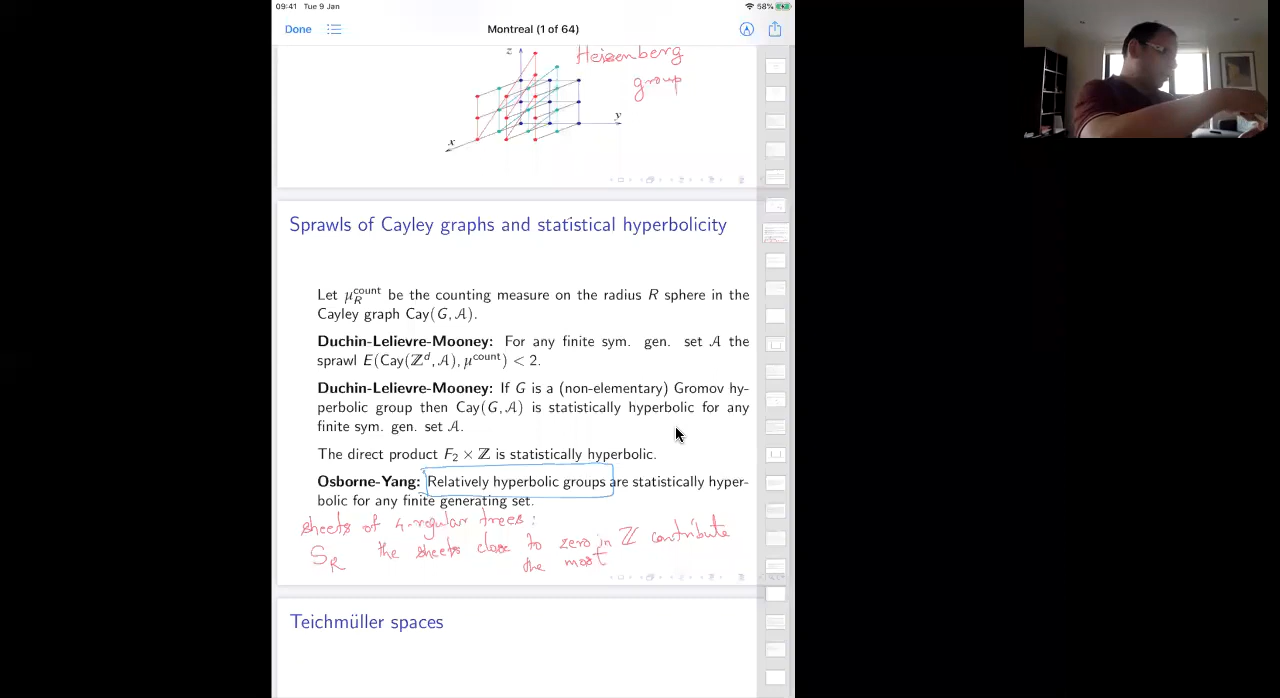 09:41 Tue 9 Jan
58%
Done
Montreal (1 of 64)
z
Heisenberg
group
y
x
Sprawls of Cayley graphs and statistical hyperbolicity
Let μ_R^count be the counting measure on the radius R sphere in the
Cayley graph Cay(G, 𝒜).
Duchin-Lelievre-Mooney: For any finite sym. gen. set 𝒜 the
sprawl E(Cay(ℤ^d, 𝒜), μ^count) < 2.
Duchin-Lelievre-Mooney: If G is a (non-elementary) Gromov hy-
perbolic group then Cay(G, 𝒜) is statistically hyperbolic for any
finite sym. gen. set 𝒜.
The direct product F_2 × ℤ is statistically hyperbolic.
Osborne-Yang: Relatively hyperbolic groups are statistically hyper-
bolic for any finite generating set.
sheets of 4-regular trees:
S_R the sheets close to zero in ℤ contribute
the most
Teichmüller spaces